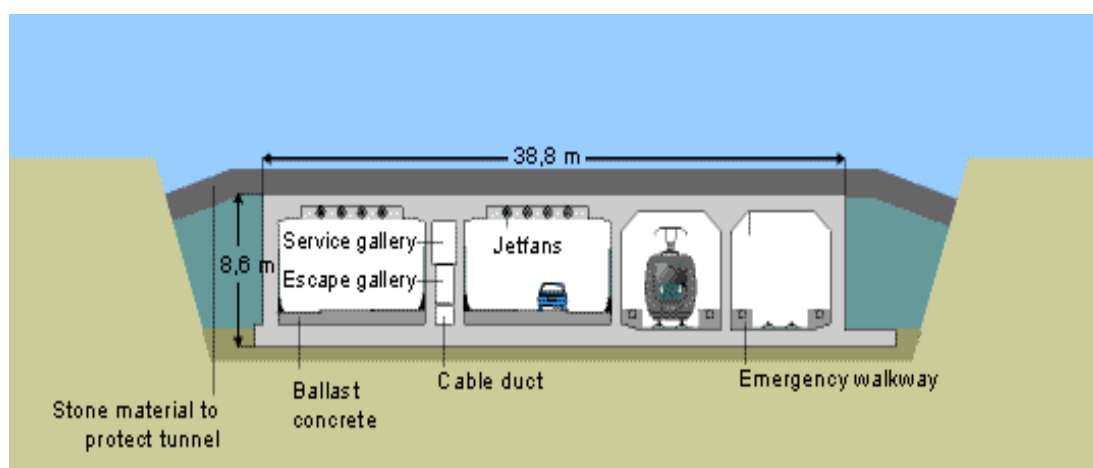 38,8 m
Service gallery
Jetfans
8,6 m
Escape gallery
Cable duct
Emergency walkway
Ballast
concrete
Stone material to
protect tunnel